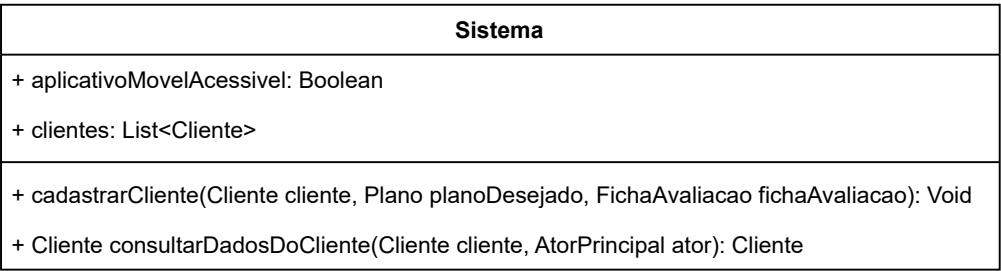 Sistema
+ aplicativoMovelAcessivel: Boolean
+ clientes: List<Cliente>
+ cadastrarCliente(Cliente cliente, Plano planoDesejado, FichaAvaliacao fichaAvaliacao): Void
+ Cliente consultarDadosDoCliente(Cliente cliente, AtorPrincipal ator): Cliente